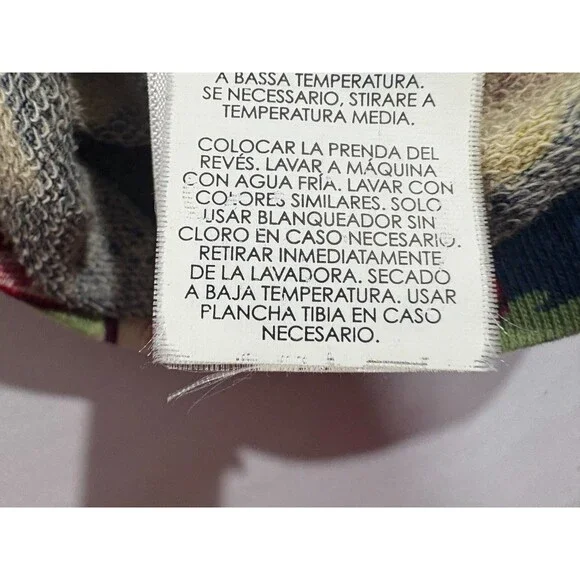 A BASSA TEMPERATURA.
SE NECESSARIO, STIRARE A
TEMPERATURA MEDIA.
COLOCAR LA PRENDA DEL
REVÉS. LAVAR A MÁQUINA
CON AGUA FRÍA. LAVAR CON
COLORES SIMILARES. SOLO
USAR BLANQUEADOR SIN
CLORO EN CASO NECESARIO.
RETIRAR INMEDIATAMENTE
DE LA LAVADORA. SECADO
A BAJA TEMPERATURA. USAR
PLANCHA TIBIA EN CASO
NECESARIO.